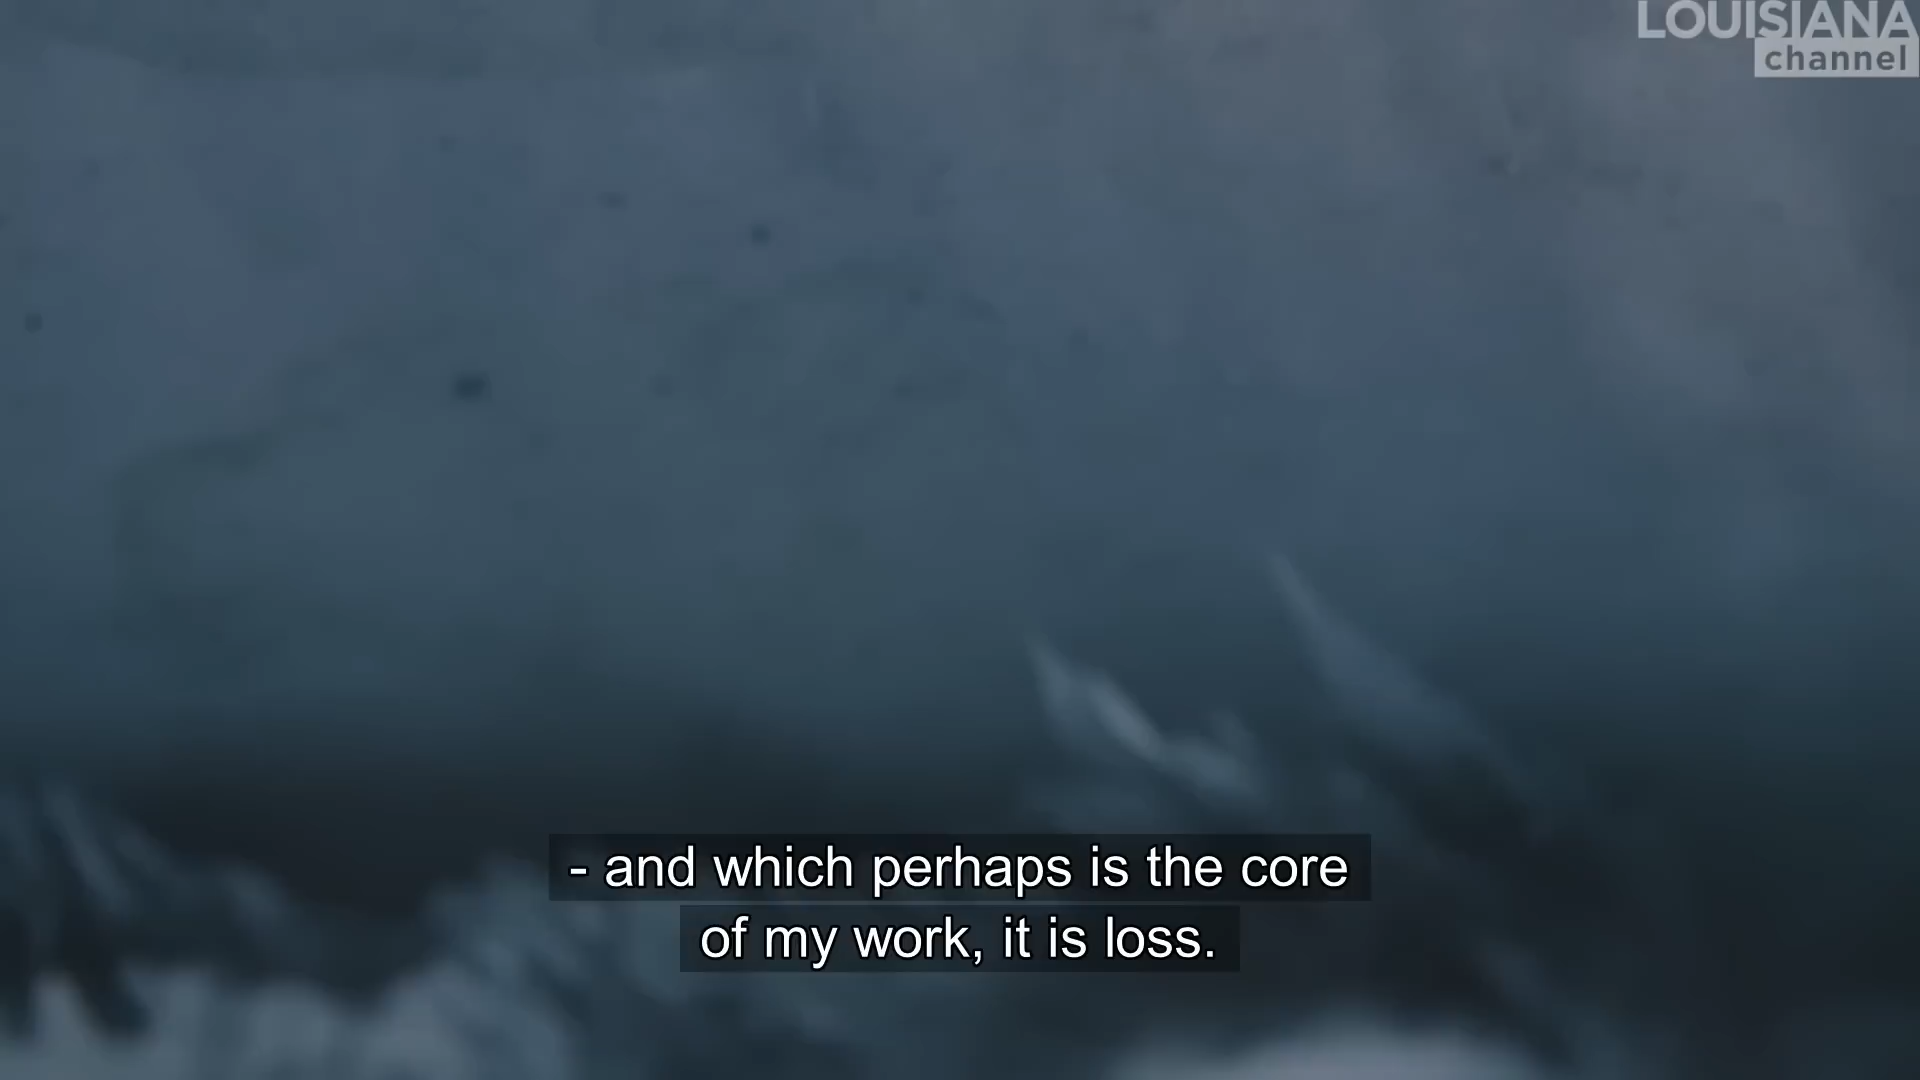 LOUISIANA
channel
- and which perhaps is the core
of my work, it is loss.